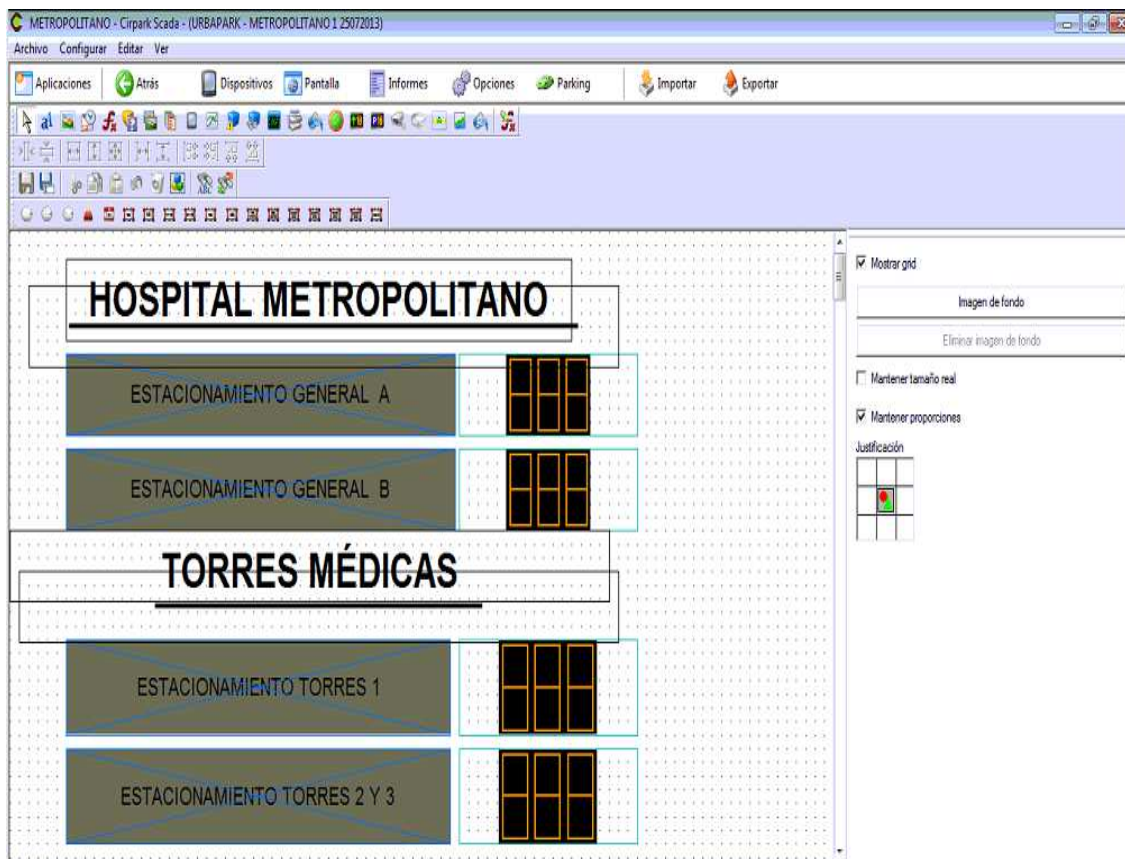 METROPOLITANO - Cirpark Scada - (URBAPARK - METROPOLITANO 1 25072013)
Archivo Configurar Editar Ver
Aplicaciones Atrás Dispositivos Pantalla Informes Opciones Parking Importar Exportar
HOSPITAL METROPOLITANO
ESTACIONAMIENTO GENERAL A
ESTACIONAMIENTO GENERAL B
TORRES MÉDICAS
ESTACIONAMIENTO TORRES 1
ESTACIONAMIENTO TORRES 2 Y 3
Mostrar grid
Imagen de fondo
Eliminar imagen de fondo
Mantener tamaño real
Mantener proporciones
Justificación